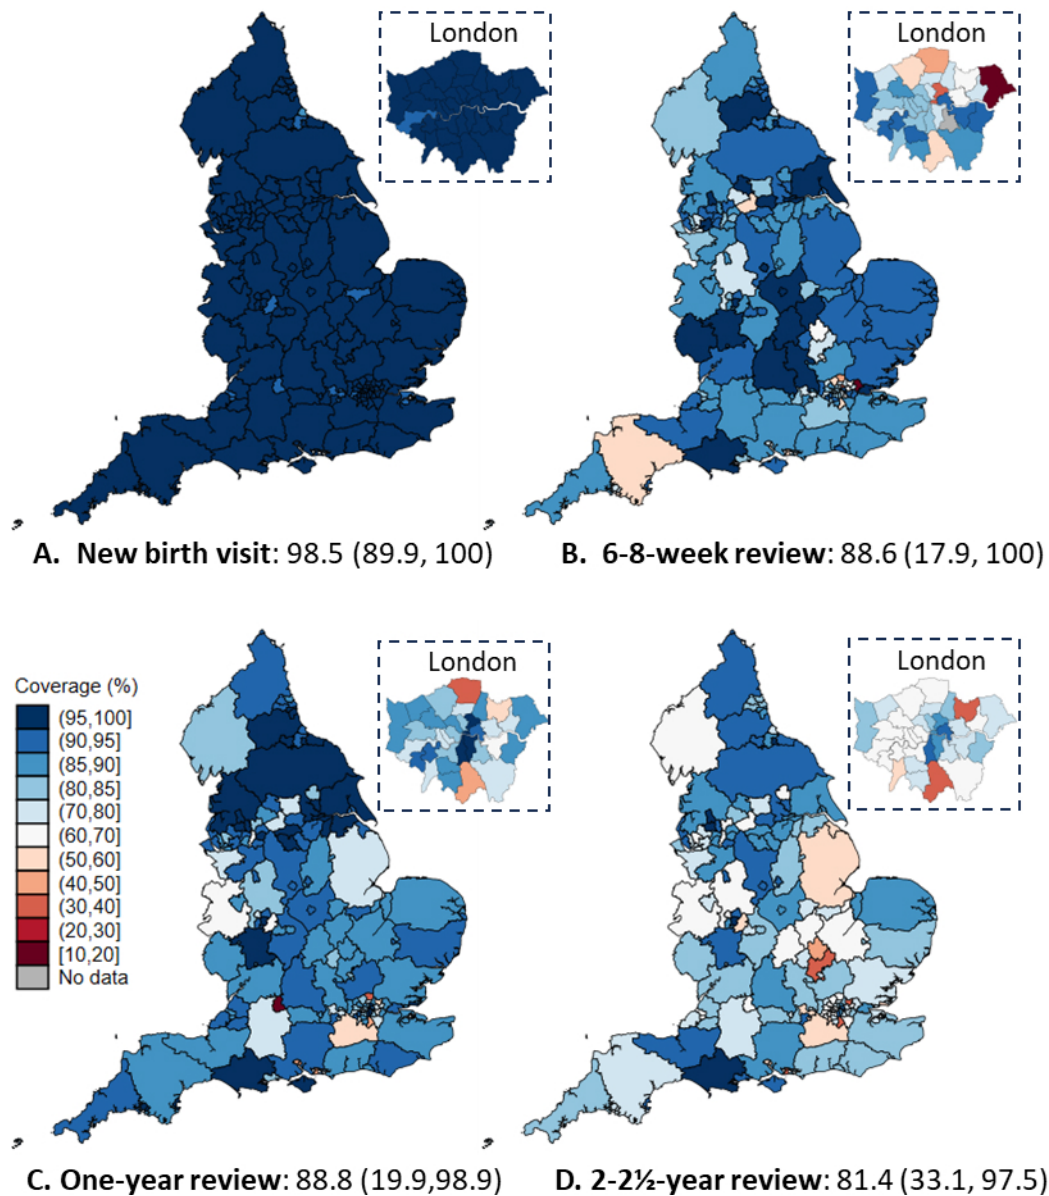 London
London
A. New birth visit: 98.5 (89.9, 100)
B. 6-8-week review: 88.6 (17.9, 100)
London
London
Coverage (%)
(95,100]
(90,95]
(85,90]
(80,85]
(70,80]
(60,70]
(50,60]
(40,50]
(30,40]
(20,30]
[10,20]
No data
C. One-year review: 88.8 (19.9,98.9)
D. 2-2½-year review: 81.4 (33.1, 97.5)